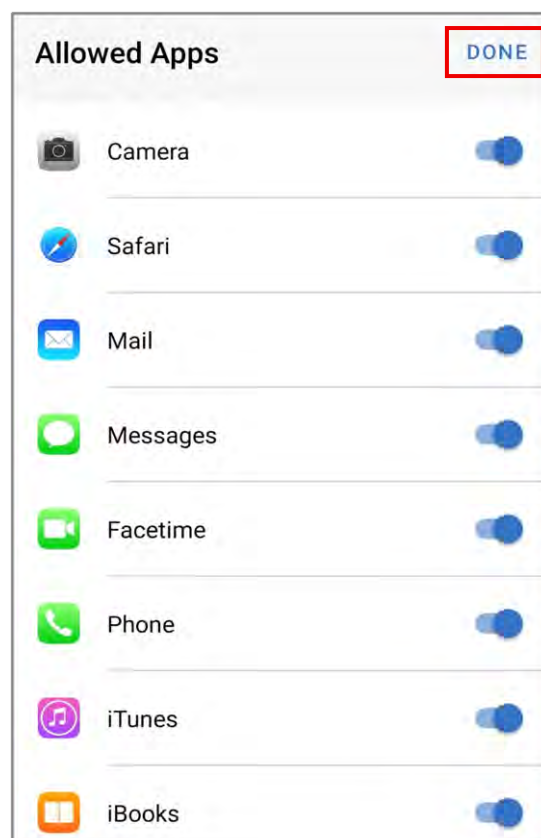 Allowed Apps
DONE
Camera
Safari
Mail
Messages
Facetime
Phone
iTunes
iBooks